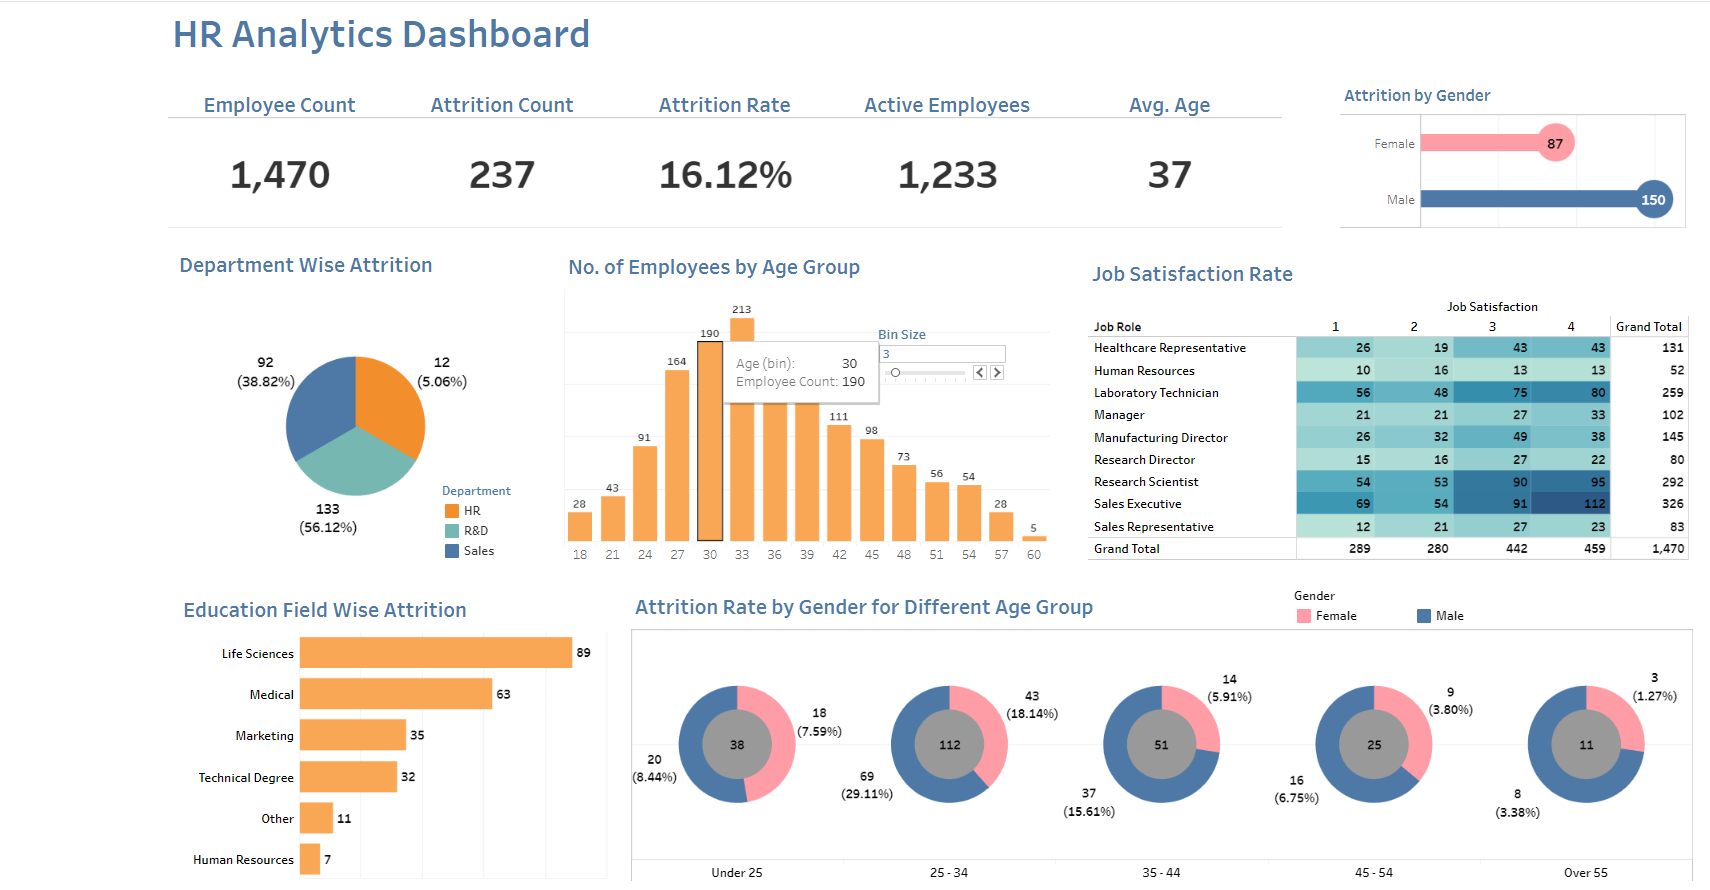 HR Analytics Dashboard
Employee Count Attrition Count Attrition Rate Active Employees Avg. Age
1,470 237 16.12% 1,233 37
Attrition by Gender
Female 87
Male 150
Department Wise Attrition
92
(38.82%)
12
(5.06%)
133
(56.12%)
Department
HR
R&D
Sales
No. of Employees by Age Group
28 43 91 164 190 213 111 98 73 56 54 28 5
Age (bin): 30
Employee Count: 190
Bin Size
3
18 21 24 27 30 33 36 39 42 45 48 51 54 57 60
Job Satisfaction Rate
Job Satisfaction
Job Role 1 2 3 4 Grand Total
Healthcare Representative 26 19 43 43 131
Human Resources 10 16 13 13 52
Laboratory Technician 56 48 75 80 259
Manager 21 21 27 33 102
Manufacturing Director 26 32 49 38 145
Research Director 15 16 27 22 80
Research Scientist 54 53 90 95 292
Sales Executive 69 54 91 112 326
Sales Representative 12 21 27 23 83
Grand Total 289 280 442 459 1,470
Education Field Wise Attrition
Life Sciences 89
Medical 63
Marketing 35
Technical Degree 32
Other 11
Human Resources 7
Attrition Rate by Gender for Different Age Group
Gender
Female Male
18
(7.59%)
38
20
(8.44%)
Under 25
43
(18.14%)
112
69
(29.11%)
25 - 34
14
(5.91%)
51
37
(15.61%)
35 - 44
9
(3.80%)
25
16
(6.75%)
45 - 54
3
(1.27%)
11
8
(3.38%)
Over 55